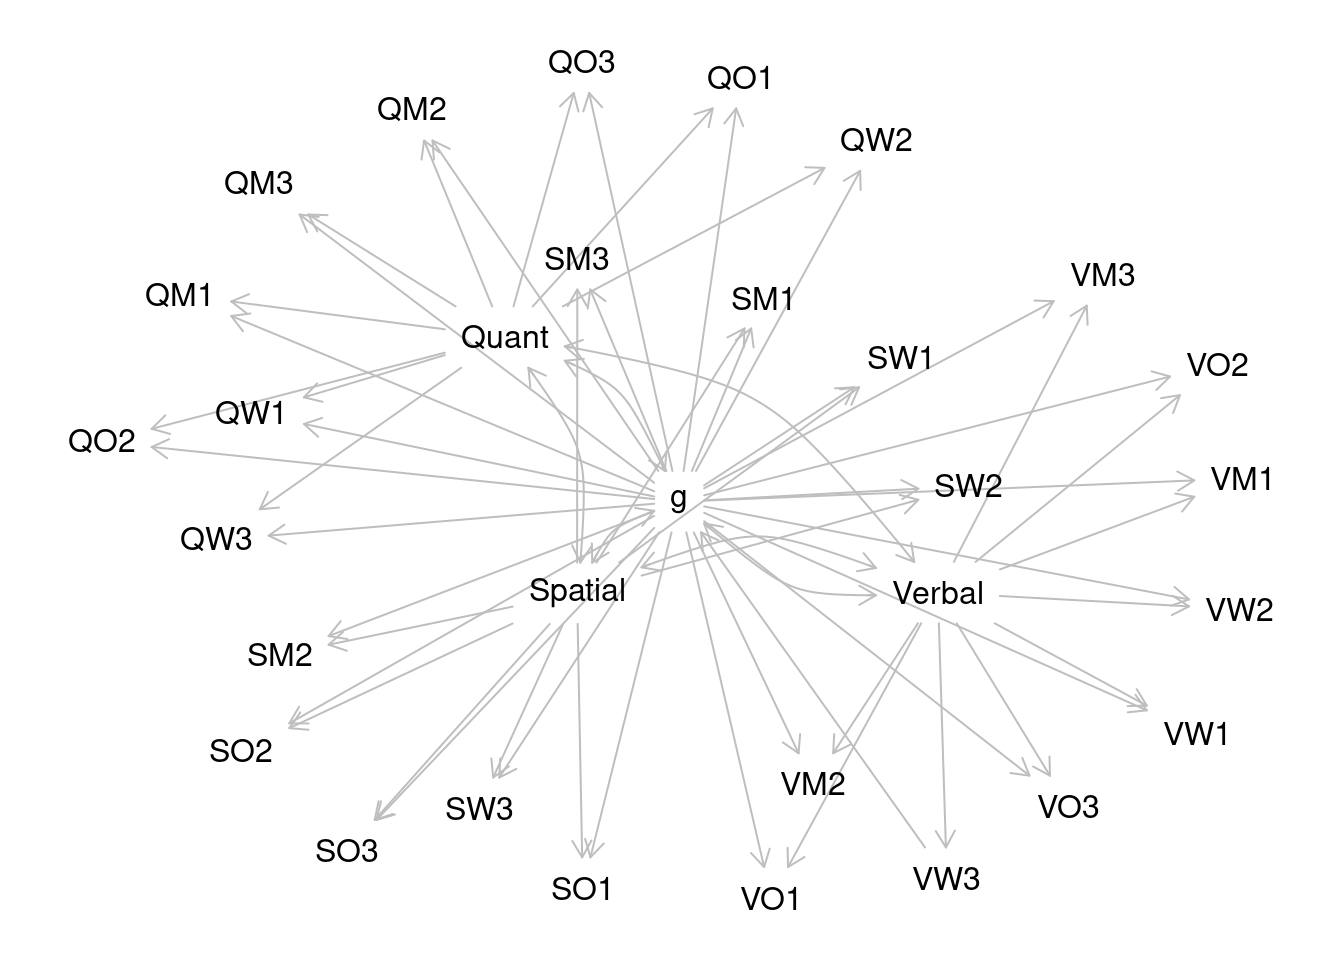 QO3
QO1
QM2
QW2
QM3
SM3
VM3
QM1
SM1
Quant
SW1
VO2
QW1
QO2
VM1
SW2
g
QW3
Spatial
Verbal
VW2
SM2
VW1
SO2
VM2
VO3
SW3
SO3
VW3
SO1
VO1